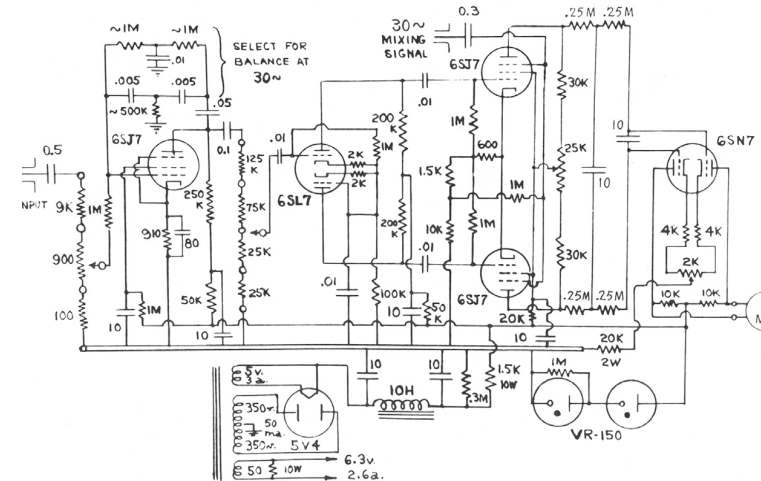 ~1M
~1M
.01
SELECT FOR
BALANCE AT
30~
.005
.005
~500K
.05
6SJ7
0.1
0.5
INPUT
9K
1M
900
100
10
1M
910
80
250
K
50K
10
125
K
75K
25K
25K
.01
6SL7
2K
2K
1M
200
K
200
K
.01
100K
10
50
K
30~
MIXING
SIGNAL
0.3
6SJ7
.01
1M
600
1.5K
1M
10K
1M
.01
6SJ7
20K
10
.25M
.25M
30K
25K
30K
10
.25M
.25M
10
6SN7
4K
4K
2K
10K
10K
M
20K
2W
5v.
3a.
350v.
50
ma.
350v.
5V4
50
10W
6.3v.
2.6a.
10
10
10H
.3M
1.5K
10W
1M
VR-150